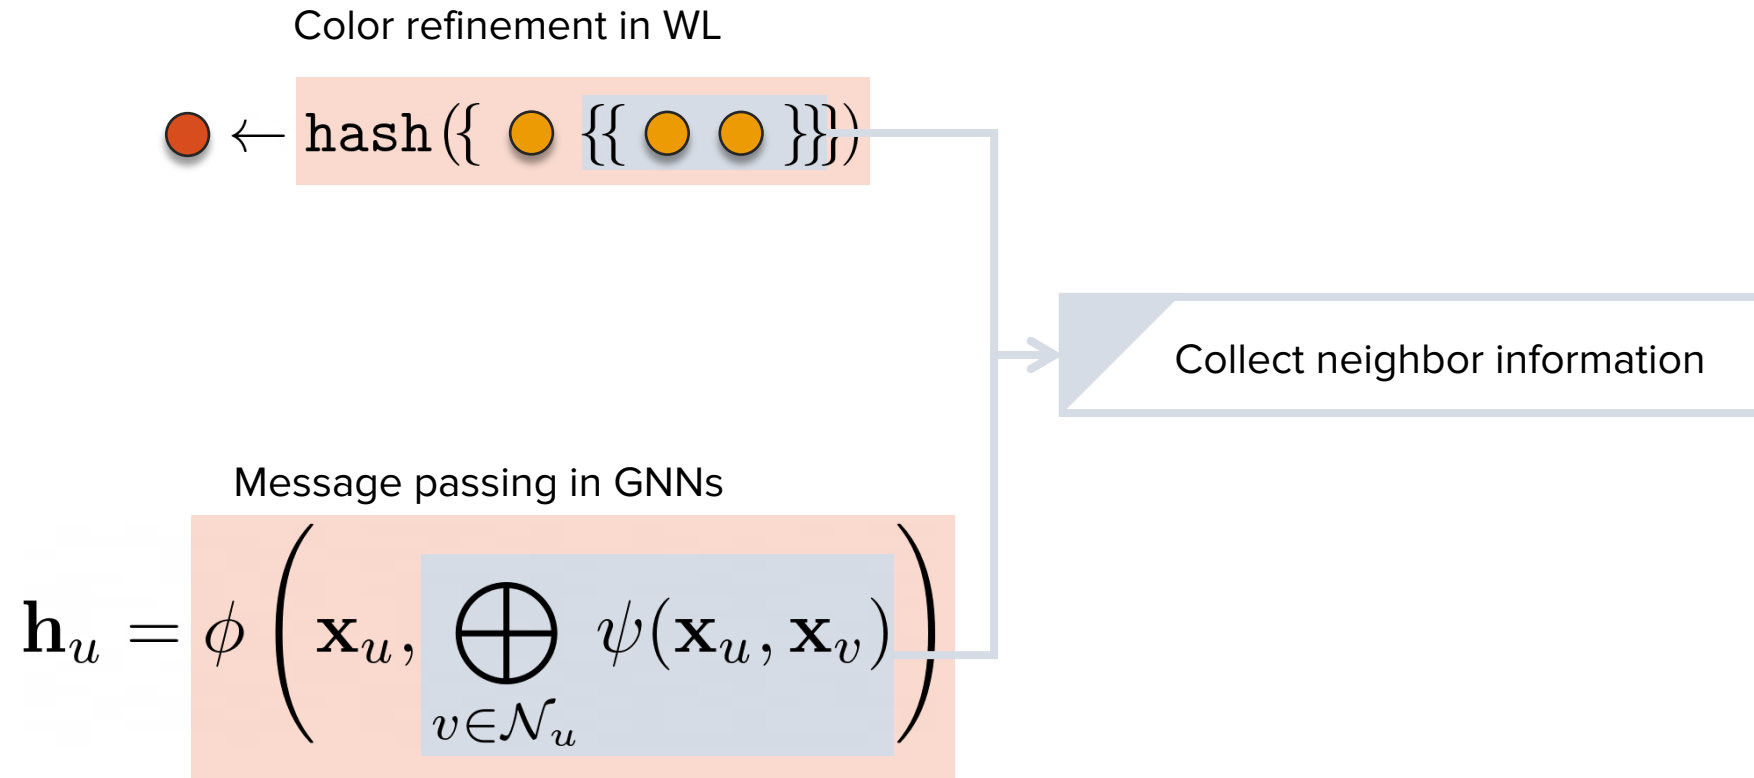 Color refinement in WL
← hash({ {{ }}})
Collect neighbor information
Message passing in GNNs
h_u = ϕ ( x_u, ⨁_{v∈𝒩_u} ψ(x_u, x_v) )